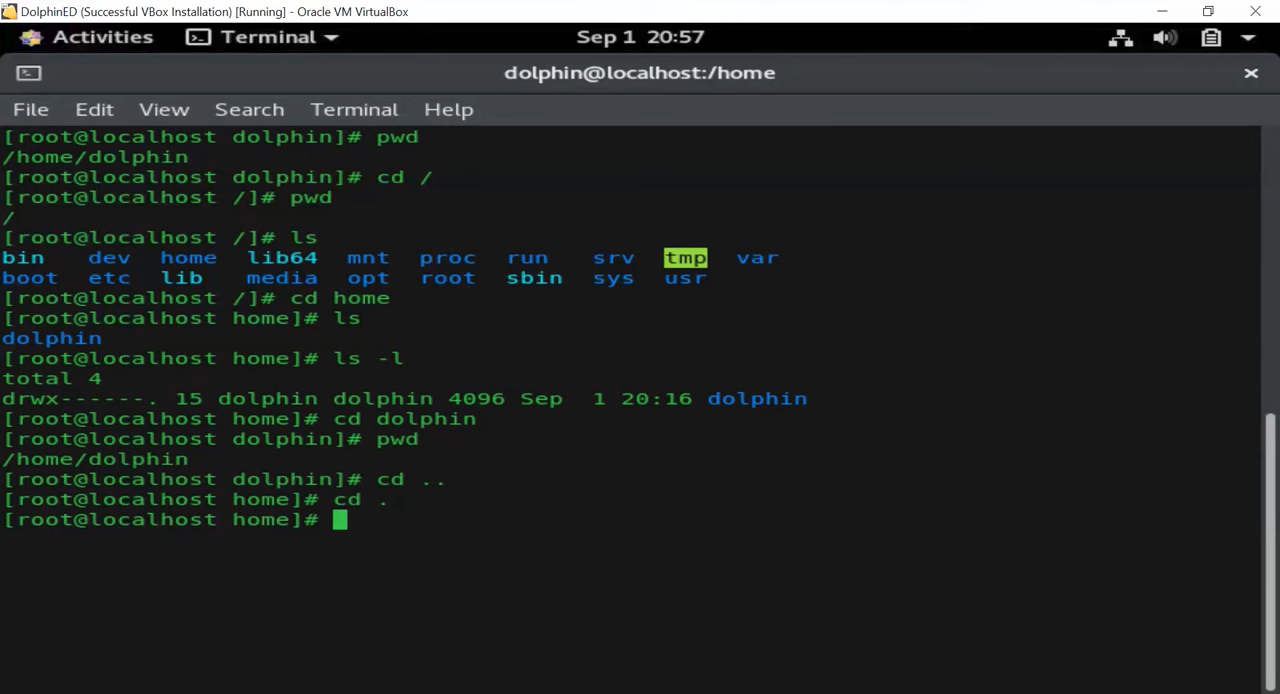 DolphinED (Successful VBox Installation) [Running] - Oracle VM VirtualBox
Activities Terminal Sep 1 20:57
dolphin@localhost:/home
File Edit View Search Terminal Help
[root@localhost dolphin]# pwd
/home/dolphin
[root@localhost dolphin]# cd /
[root@localhost /]# pwd
/
[root@localhost /]# ls
bin dev home lib64 mnt proc run srv tmp var
boot etc lib media opt root sbin sys usr
[root@localhost /]# cd home
[root@localhost home]# ls
dolphin
[root@localhost home]# ls -l
total 4
drwx------. 15 dolphin dolphin 4096 Sep  1 20:16 dolphin
[root@localhost home]# cd dolphin
[root@localhost dolphin]# pwd
/home/dolphin
[root@localhost dolphin]# cd ..
[root@localhost home]# cd .
[root@localhost home]#